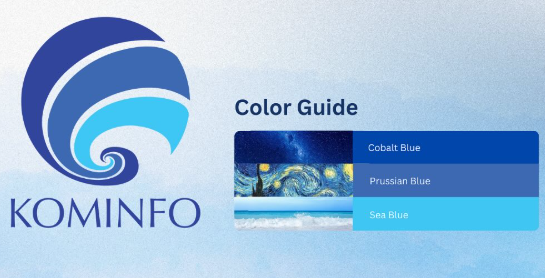 KOMINFO
Color Guide
Cobalt Blue
Prussian Blue
Sea Blue